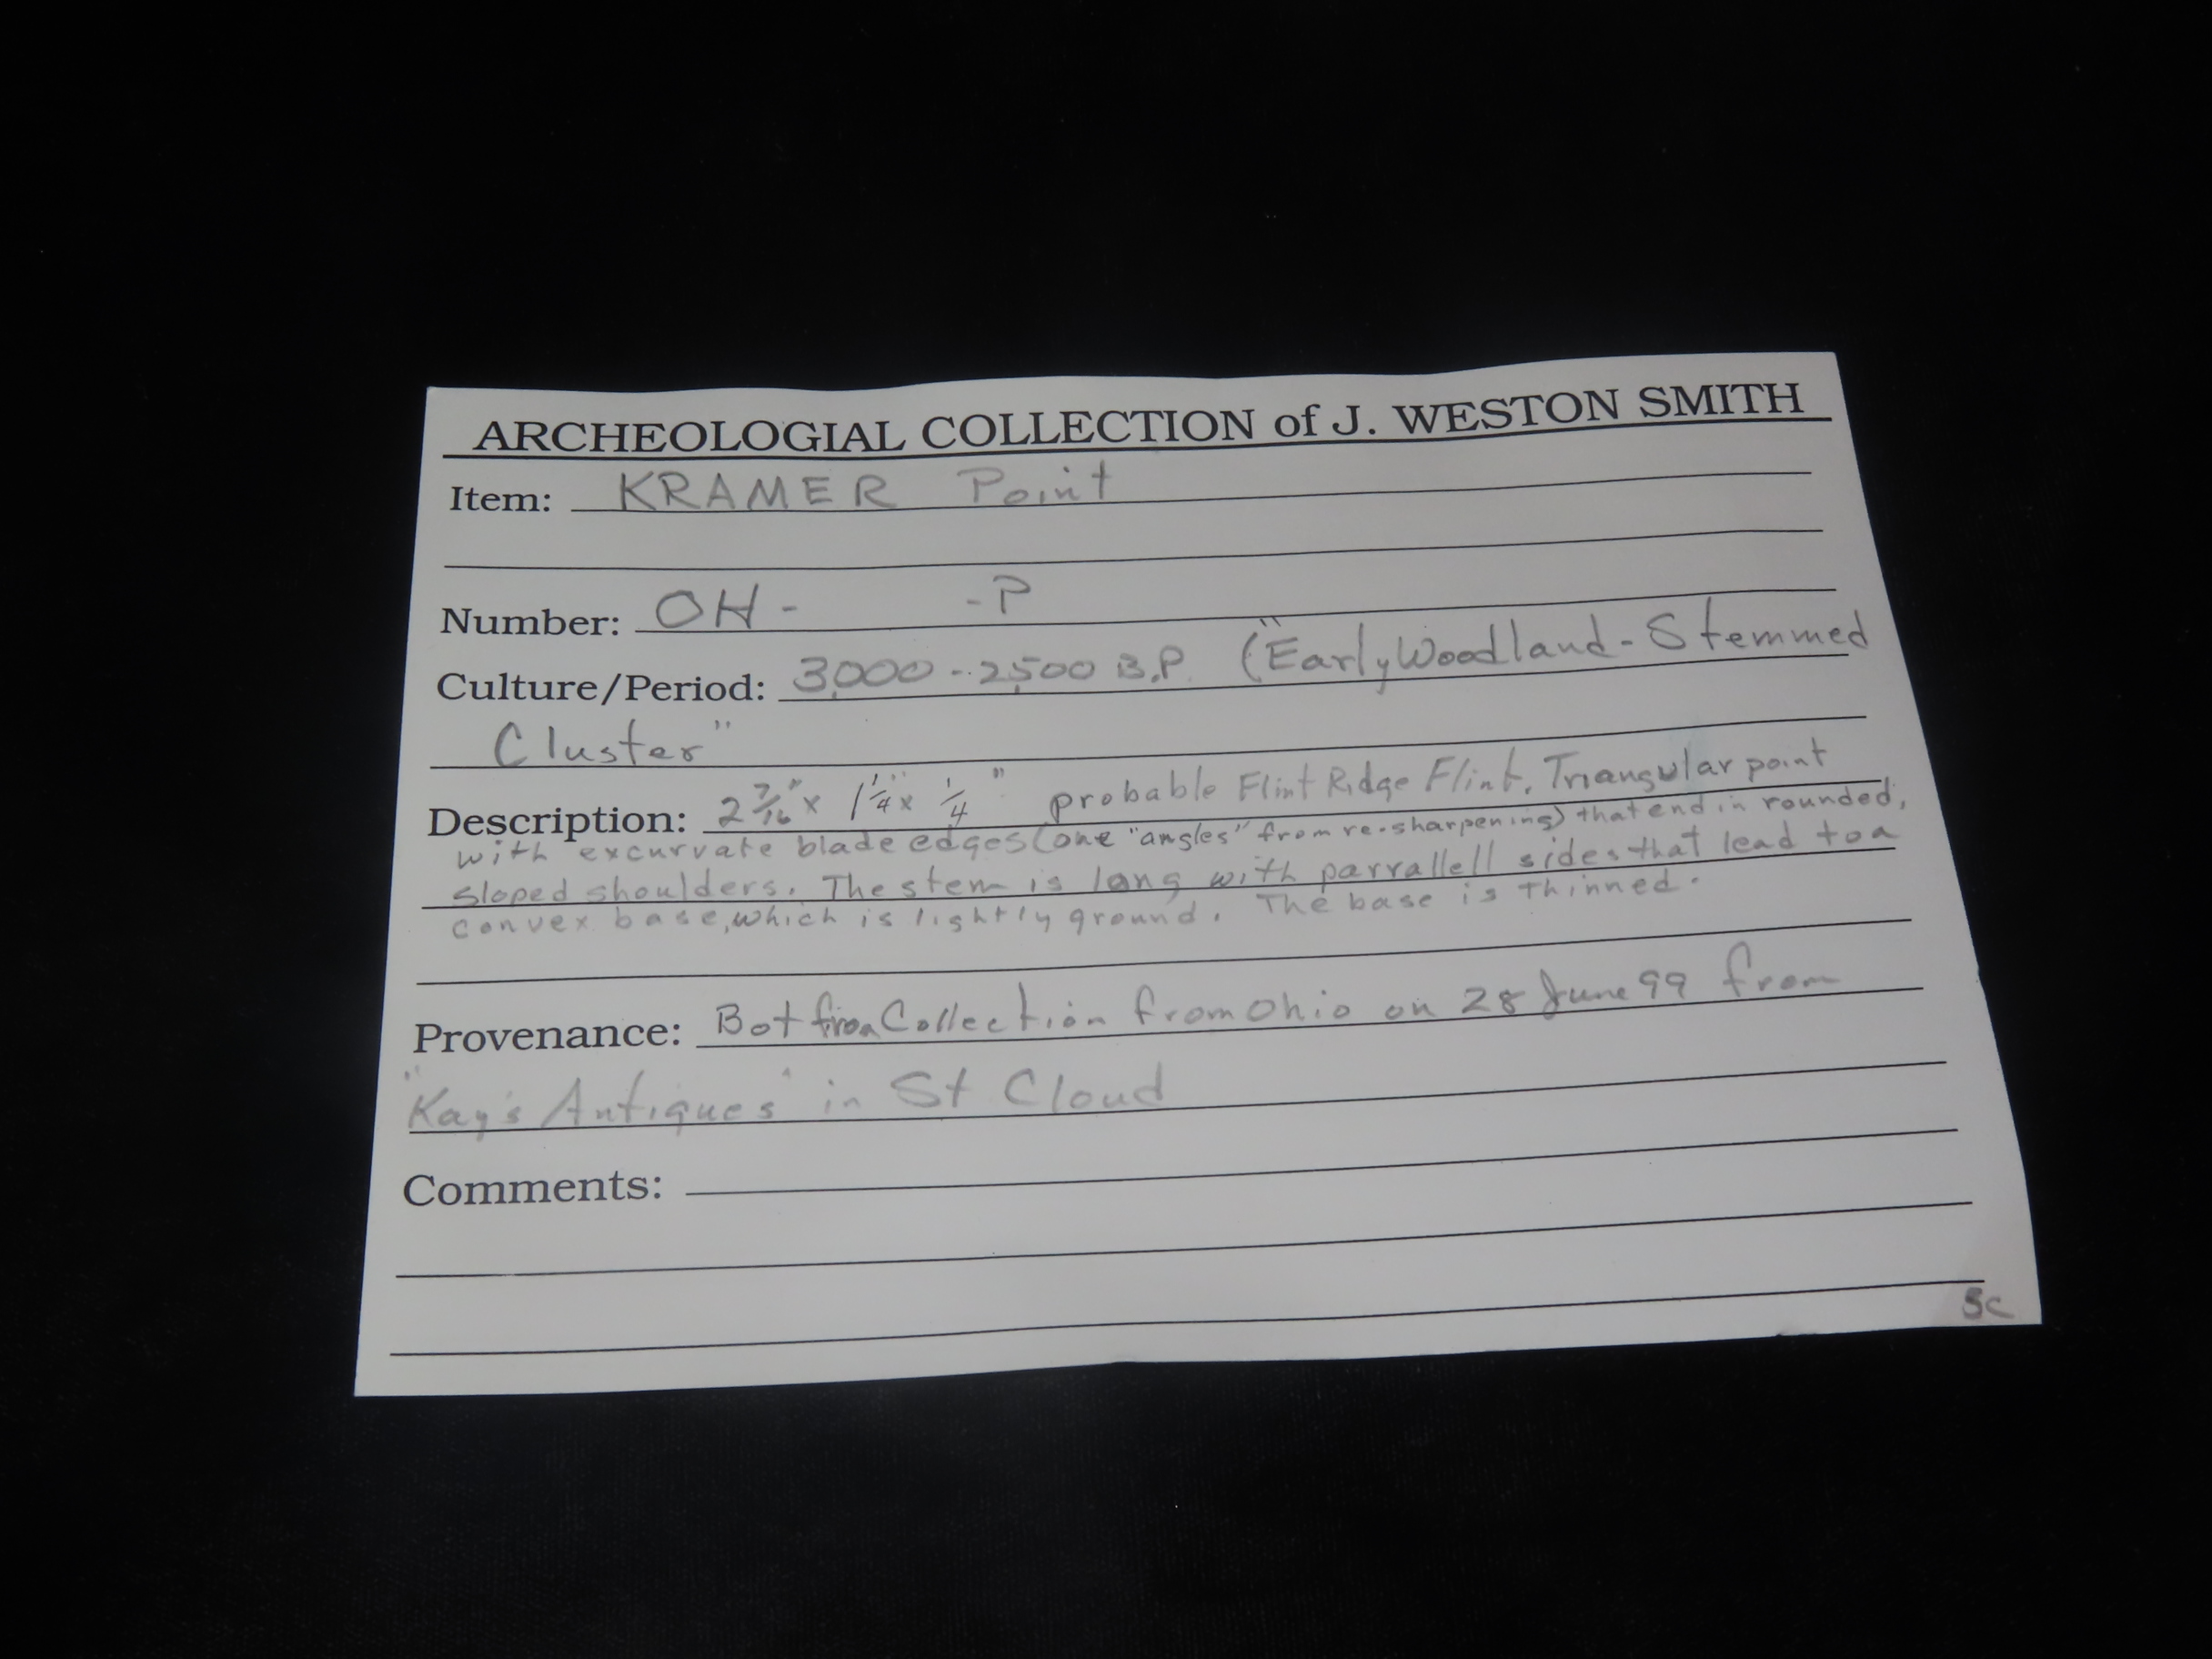 ARCHEOLOGIAL COLLECTION of J. WESTON SMITH
Item: KRAMER Point
Number: OH- -P
Culture/Period: 3,000--2,500 B.P. ("Early Woodland-Stemmed
Cluster"
Description: 2 7/16" x 1 1/4" x 1/4" probable Flint Ridge Flint. Triangular point
with excurvate blade edges (one "angles" from re-sharpening) that end in rounded,
sloped shoulders. The stem is long with parrallell sides that lead to a
convex base, which is lightly ground. The base is thinned.
Provenance: Bot from Collection from Ohio on 28 June 99 from
"Kay's Antiques" in St Cloud
Comments:
5C